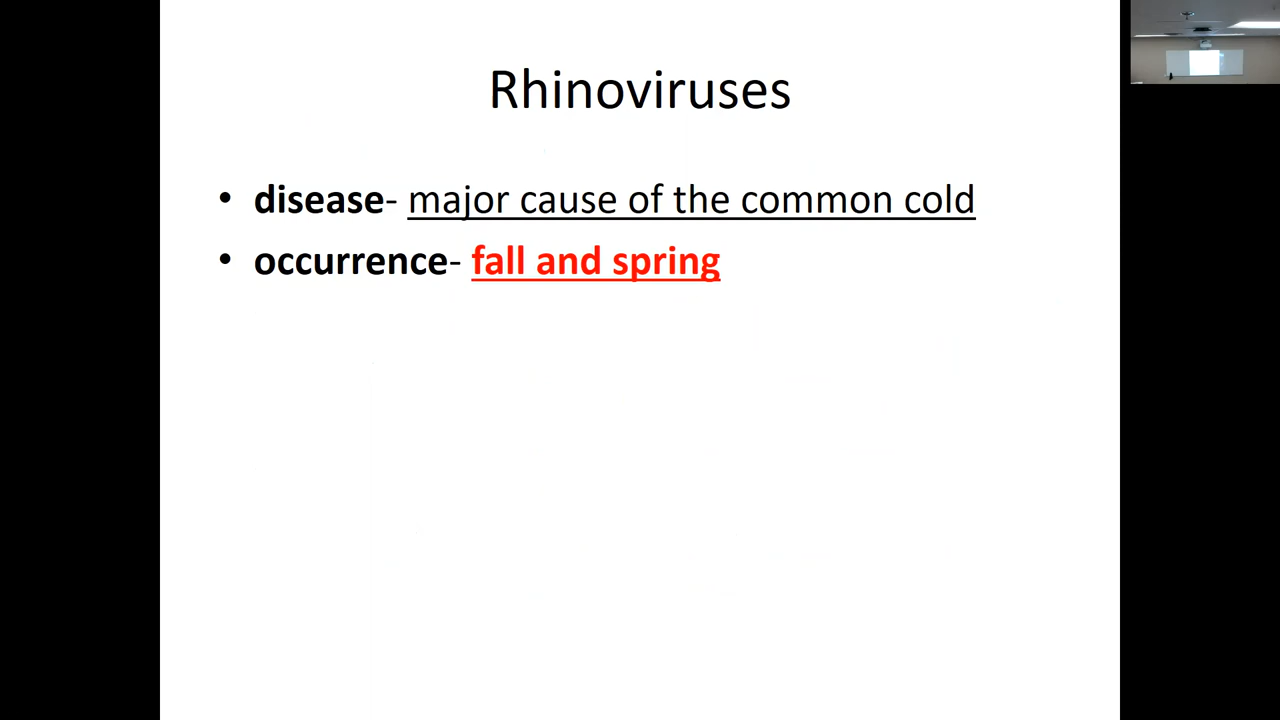 Rhinoviruses
• disease- major cause of the common cold
• occurrence- fall and spring